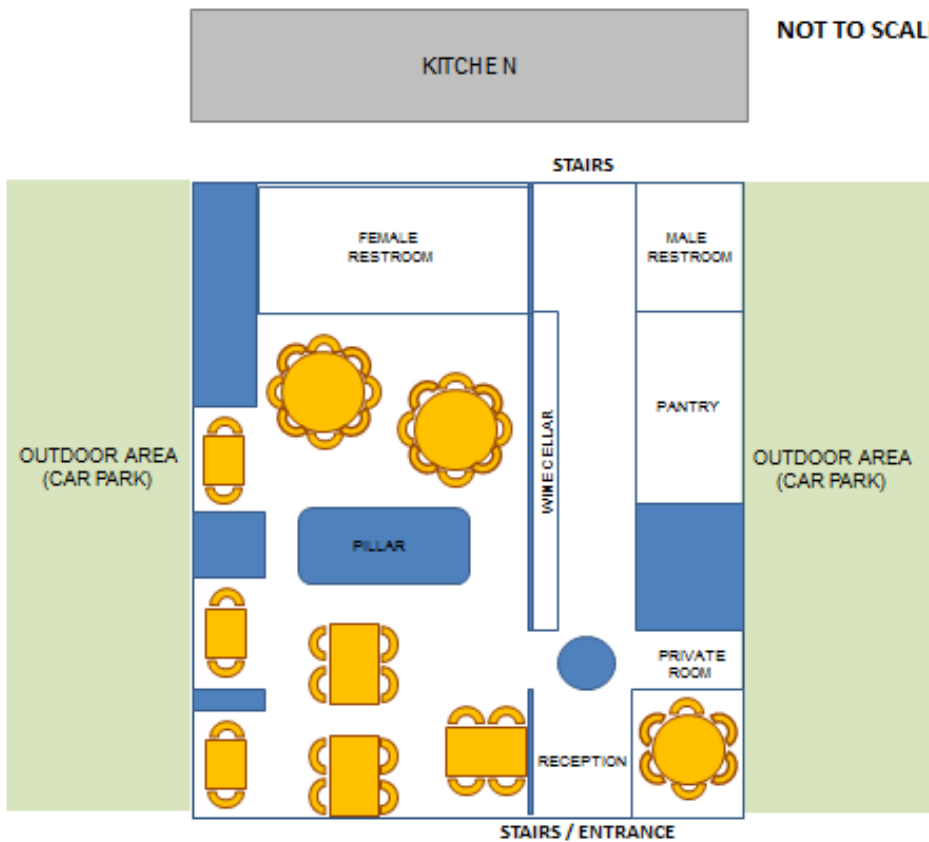 NOT TO SCAL
KITCHEN
STAIRS
FEMALE
RESTROOM
MALE
RESTROOM
PANTRY
WINE CELLAR
OUTDOOR AREA
(CAR PARK)
OUTDOOR AREA
(CAR PARK)
PILLAR
PRIVATE
ROOM
RECEPTION
STAIRS / ENTRANCE